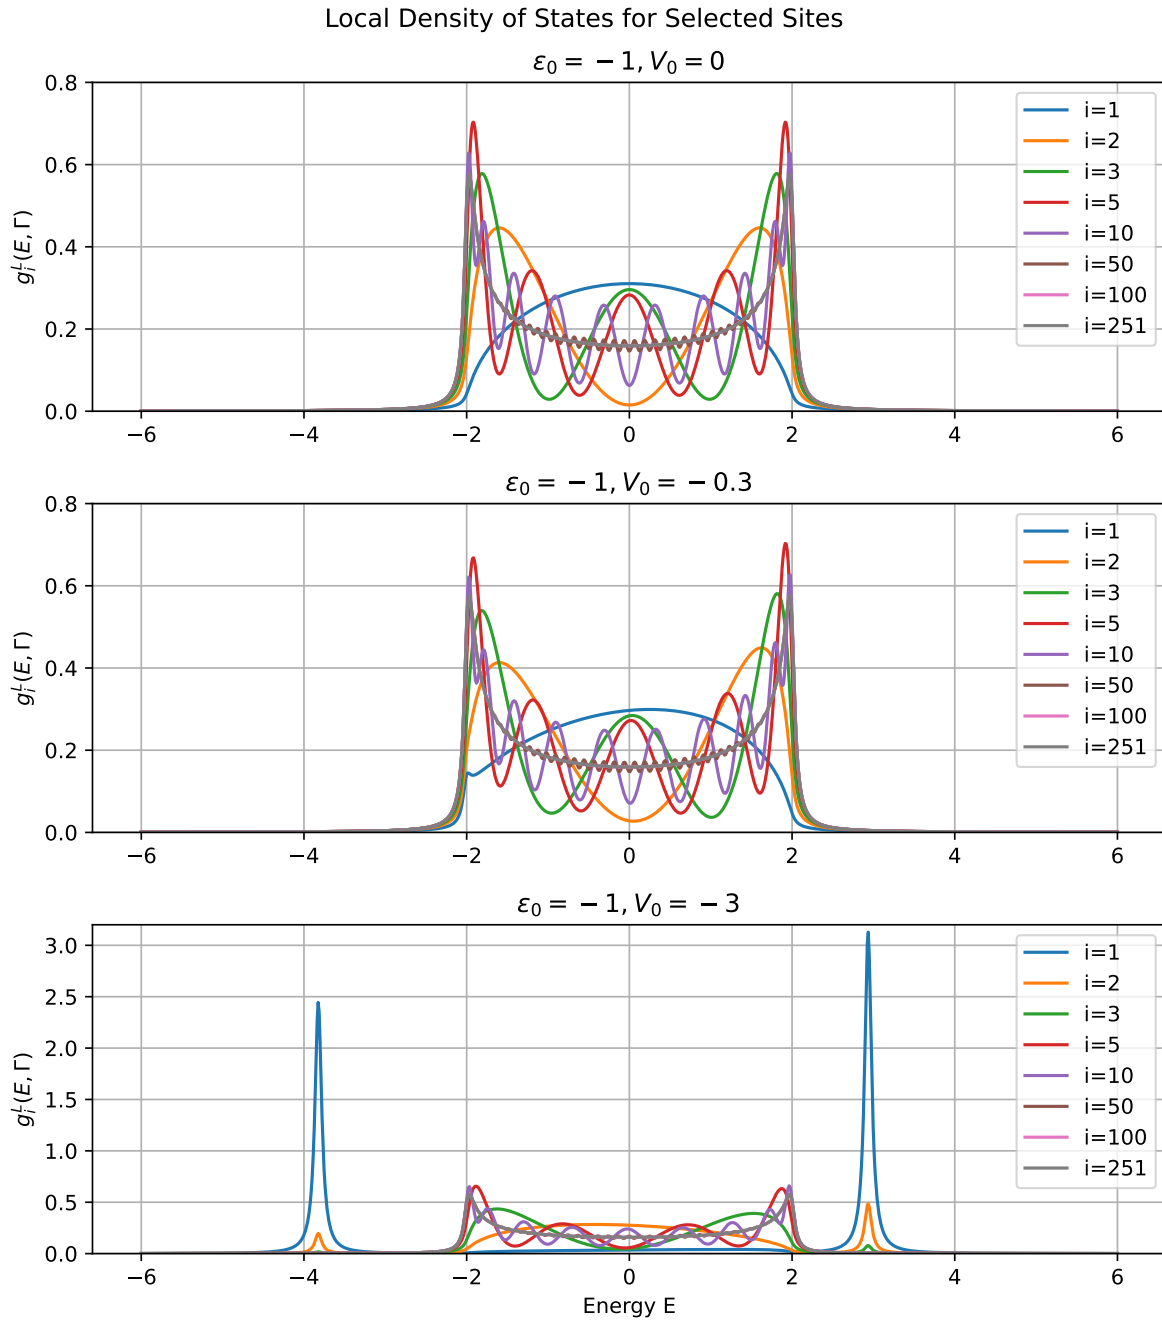 Local Density of States for Selected Sites
ε₀ = −1, V₀ = 0
0.8
0.6
0.4
0.2
0.0
gᵢᴸ(E, Γ)
−6 −4 −2 0 2 4 6
i=1
i=2
i=3
i=5
i=10
i=50
i=100
i=251
ε₀ = −1, V₀ = −0.3
0.8
0.6
0.4
0.2
0.0
gᵢᴸ(E, Γ)
−6 −4 −2 0 2 4 6
i=1
i=2
i=3
i=5
i=10
i=50
i=100
i=251
ε₀ = −1, V₀ = −3
3.0
2.5
2.0
1.5
1.0
0.5
0.0
gᵢᴸ(E, Γ)
−6 −4 −2 0 2 4 6
i=1
i=2
i=3
i=5
i=10
i=50
i=100
i=251
Energy E